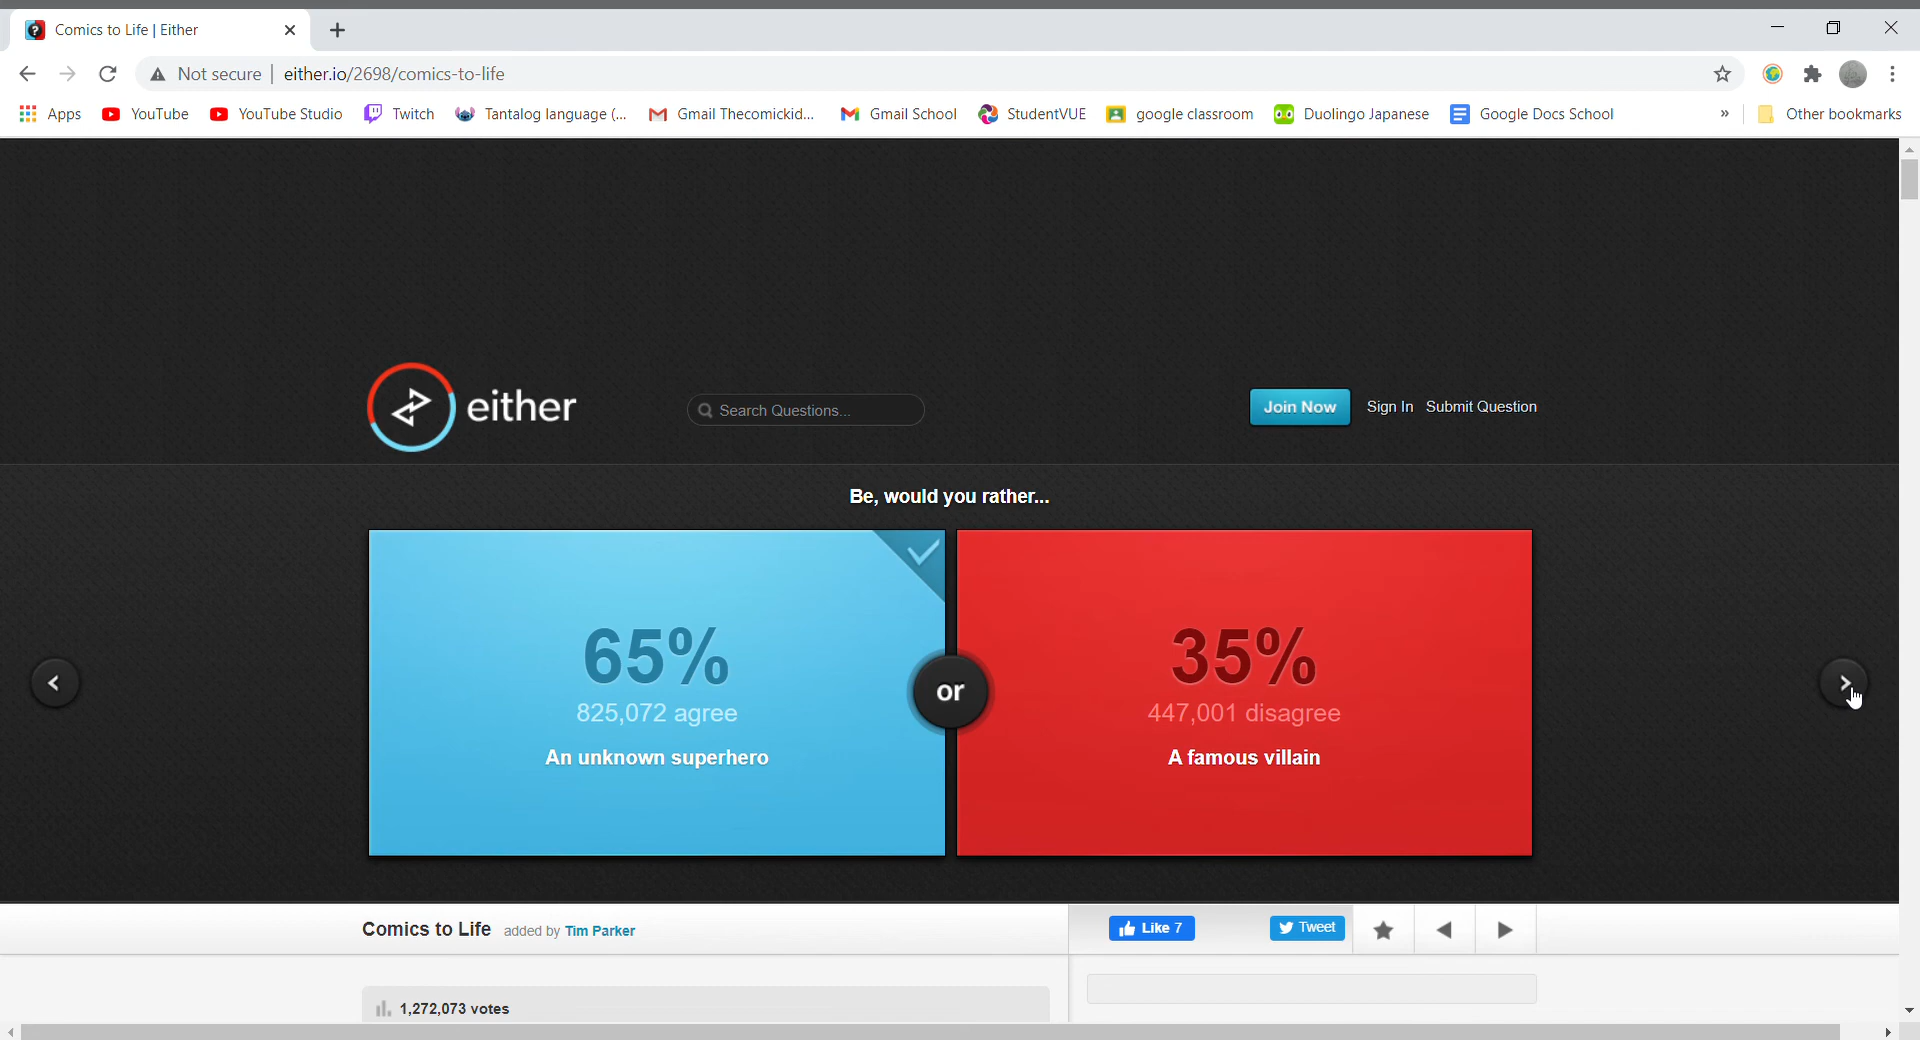 Comics to Life | Either
Not secure | either.io/2698/comics-to-life
Apps YouTube YouTube Studio Twitch Tantalog language (... Gmail Thecomickid... Gmail School StudentVUE google classroom Duolingo Japanese Google Docs School » Other bookmarks
either Search Questions... Join Now Sign In Submit Question
Be, would you rather...
65% 35%
825,072 agree or 447,001 disagree
An unknown superhero A famous villain
Comics to Life added by Tim Parker Like 7 Tweet
1,272,073 votes